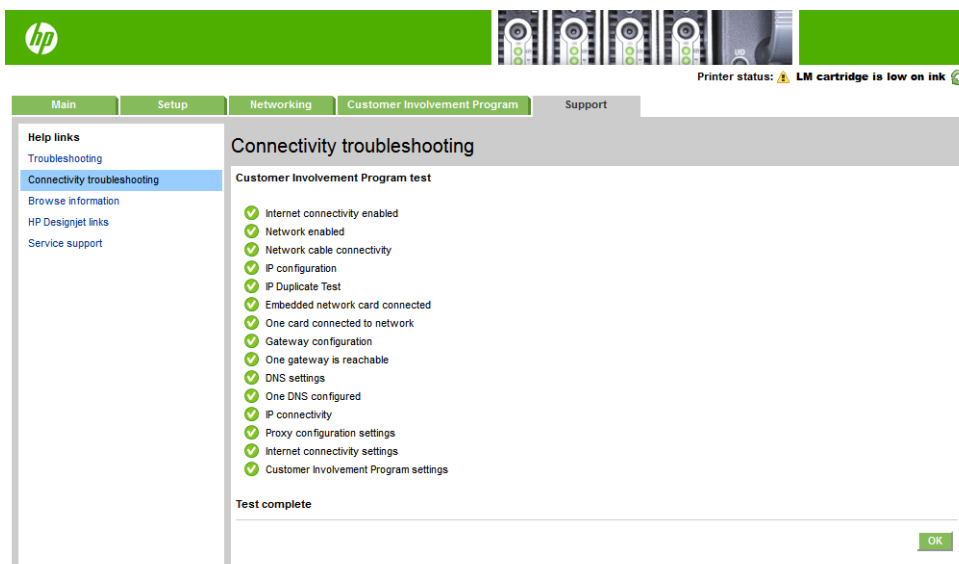 hp
UID
Printer status: LM cartridge is low on ink
Main Setup Networking Customer Involvement Program Support
Help links
Troubleshooting
Connectivity troubleshooting
Browse information
HP Designjet links
Service support
Connectivity troubleshooting
Customer Involvement Program test
Internet connectivity enabled
Network enabled
Network cable connectivity
IP configuration
IP Duplicate Test
Embedded network card connected
One card connected to network
Gateway configuration
One gateway is reachable
DNS settings
One DNS configured
IP connectivity
Proxy configuration settings
Internet connectivity settings
Customer Involvement Program settings
Test complete
OK